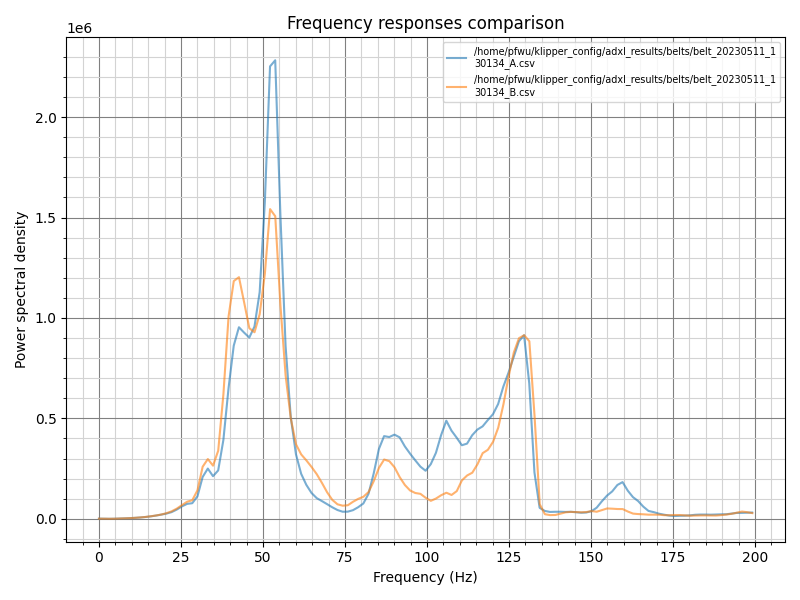 Frequency responses comparison
1e6
/home/pfwu/klipper_config/adxl_results/belts/belt_20230511_1
30134_A.csv
/home/pfwu/klipper_config/adxl_results/belts/belt_20230511_1
30134_B.csv
2.0
1.5
1.0
0.5
0.0
Power spectral density
0 25 50 75 100 125 150 175 200
Frequency (Hz)